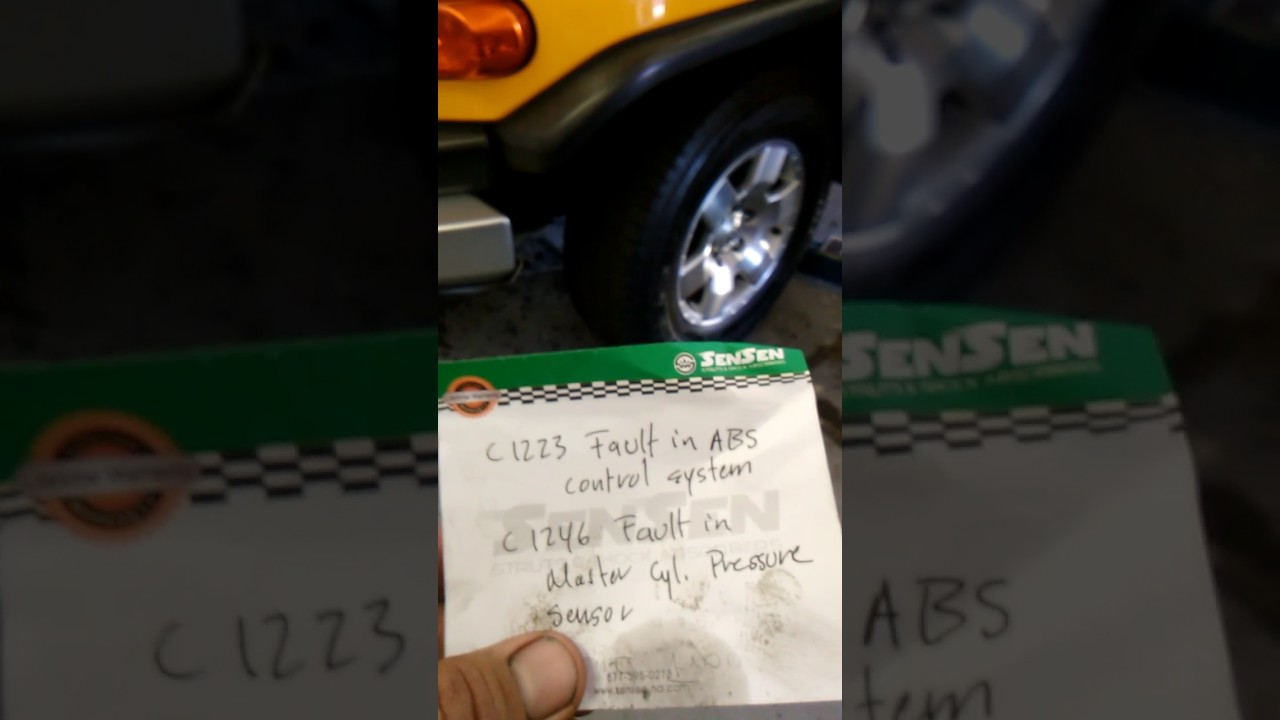 SENSEN
C1223 Fault in ABS
control system
C1246 Fault in
Master Cyl. Pressure
Sensor